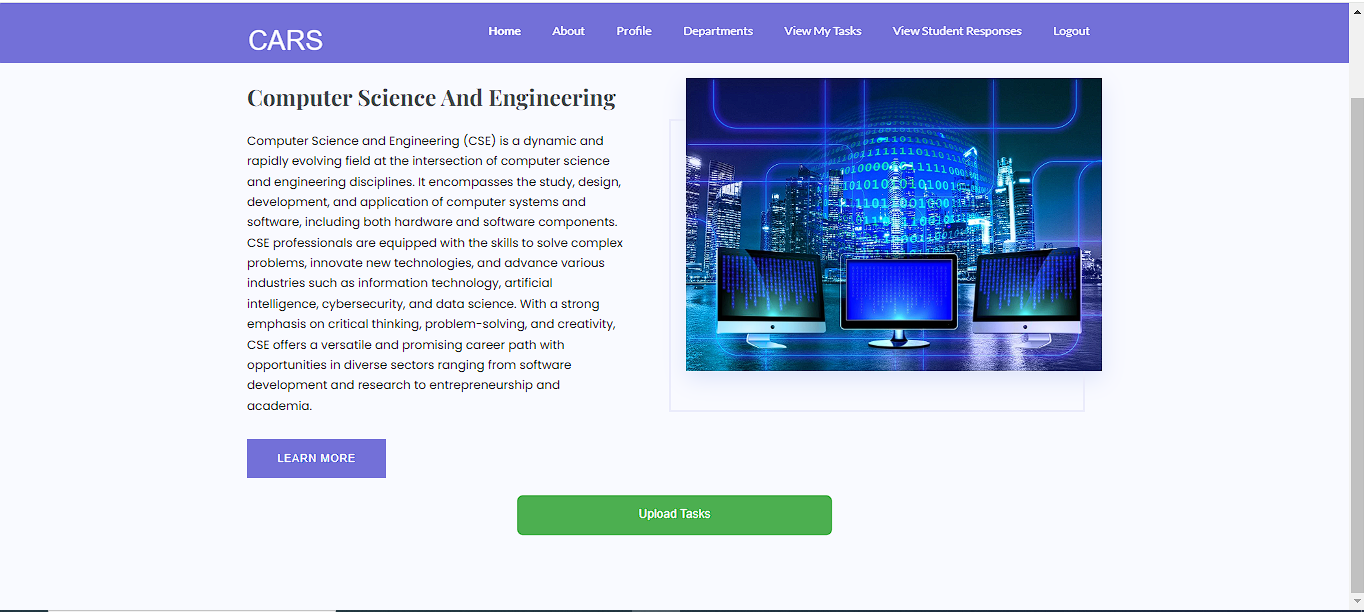 CARS
Home About Profile Departments View My Tasks View Student Responses Logout
Computer Science And Engineering
Computer Science and Engineering (CSE) is a dynamic and
rapidly evolving field at the intersection of computer science
and engineering disciplines. It encompasses the study, design,
development, and application of computer systems and
software, including both hardware and software components.
CSE professionals are equipped with the skills to solve complex
problems, innovate new technologies, and advance various
industries such as information technology, artificial
intelligence, cybersecurity, and data science. With a strong
emphasis on critical thinking, problem-solving, and creativity,
CSE offers a versatile and promising career path with
opportunities in diverse sectors ranging from software
development and research to entrepreneurship and
academia.
LEARN MORE
Upload Tasks